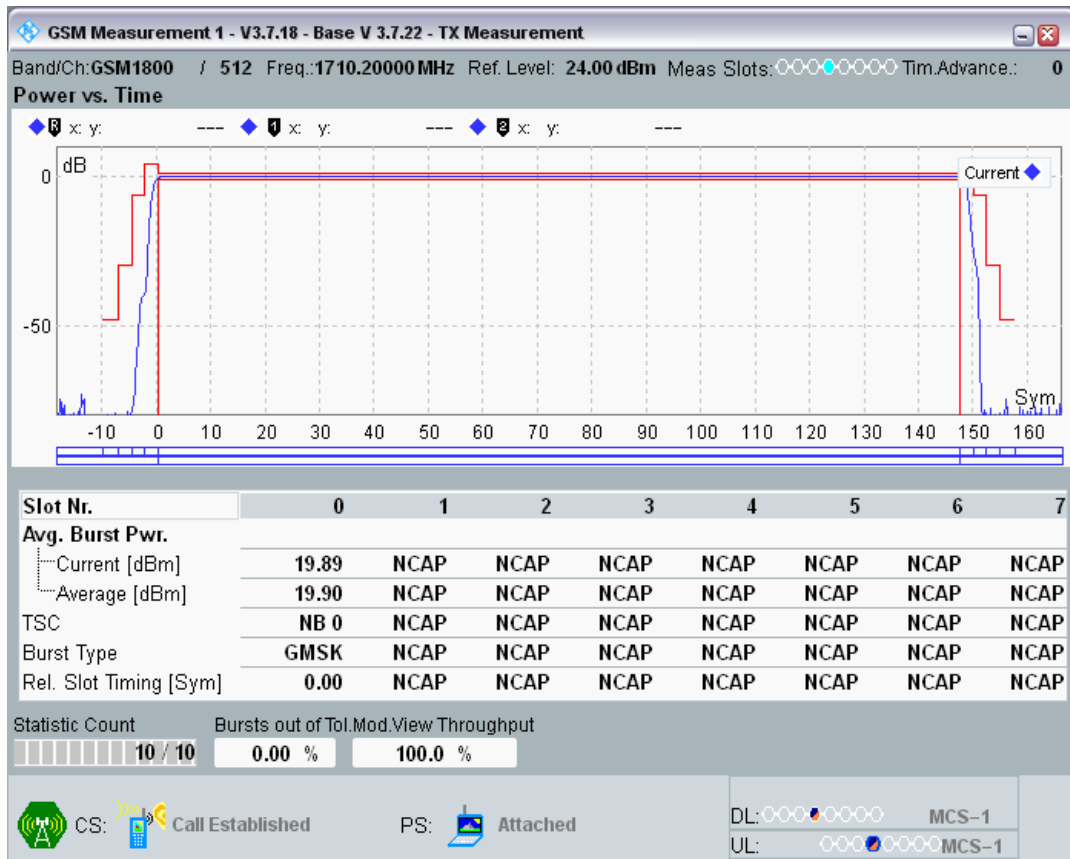 GSM Measurement 1 - V3.7.18 - Base V 3.7.22 - TX Measurement
Band/Ch:GSM1800 / 512 Freq.:1710.20000 MHz Ref. Level: 24.00 dBm Meas Slots: Tim.Advance.: 0
Power vs. Time
R x: y: --- 1 x: y: --- 2 x: y: ---
dB
Current
0
-50
Sym
-10 0 10 20 30 40 50 60 70 80 90 100 110 120 130 140 150 160
Slot Nr. 0 1 2 3 4 5 6 7
Avg. Burst Pwr.
Current [dBm] 19.89 NCAP NCAP NCAP NCAP NCAP NCAP NCAP
Average [dBm] 19.90 NCAP NCAP NCAP NCAP NCAP NCAP NCAP
TSC NB 0 NCAP NCAP NCAP NCAP NCAP NCAP NCAP
Burst Type GMSK NCAP NCAP NCAP NCAP NCAP NCAP NCAP
Rel. Slot Timing [Sym] 0.00 NCAP NCAP NCAP NCAP NCAP NCAP NCAP
Statistic Count Bursts out of Tol.Mod.View Throughput
10 / 10 0.00 % 100.0 %
CS: Call Established PS: Attached
DL: MCS-1
UL: MCS-1